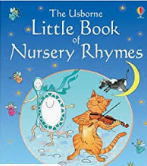 The Usborne
Little Book
of
Nursery Rhymes